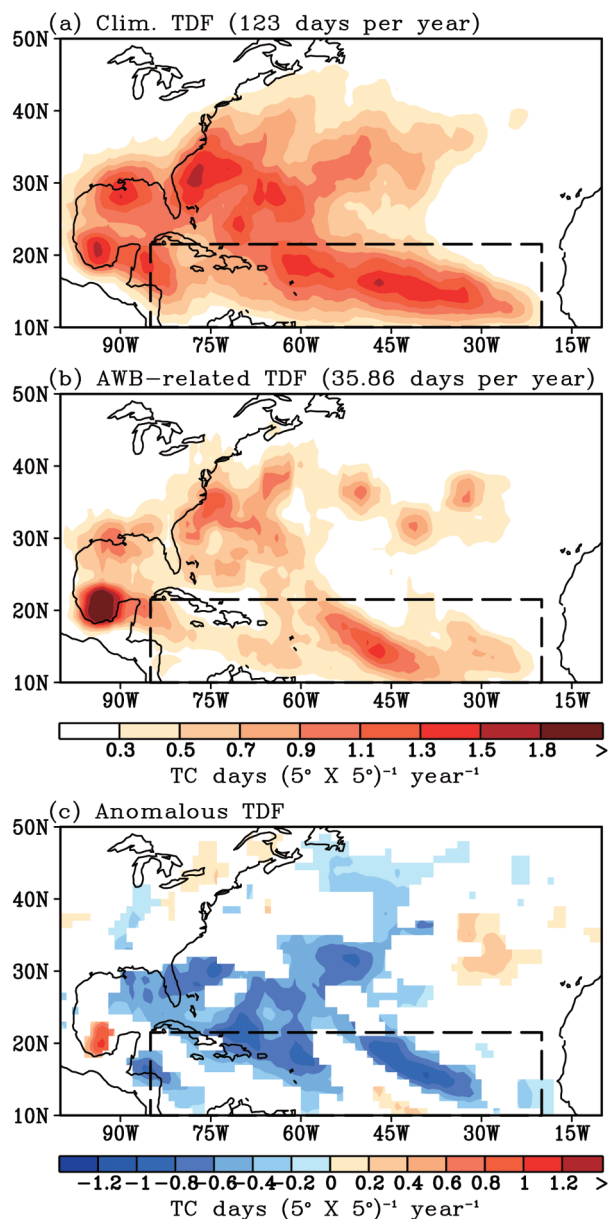 (a) Clim. TDF (123 days per year)
50N
40N
30N
20N
10N
90W 75W 60W 45W 30W 15W
(b) AWB-related TDF (35.86 days per year)
50N
40N
30N
20N
10N
90W 75W 60W 45W 30W 15W
0.3 0.5 0.7 0.9 1.1 1.3 1.5 1.8 >
TC days (5° X 5°)⁻¹ year⁻¹
(c) Anomalous TDF
50N
40N
30N
20N
10N
90W 75W 60W 45W 30W 15W
-1.2 -1 -0.8 -0.6 -0.4 -0.2 0 0.2 0.4 0.6 0.8 1 1.2 >
TC days (5° X 5°)⁻¹ year⁻¹